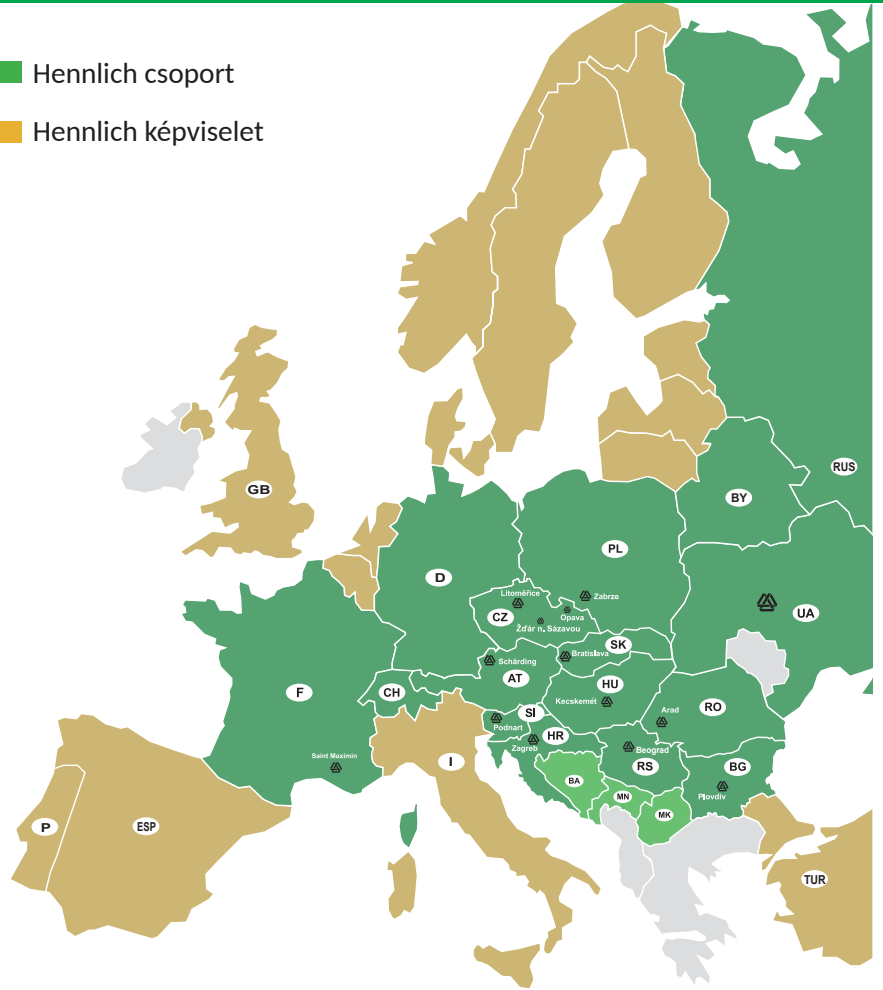 Hennlich csoport
Hennlich képviselet
RUS
GB
BY
PL
D
Litoměřice
Zabrze
CZ
Opava
UA
Žďár n. Sázavou
SK
Bratislava
Schärding
AT
HU
F
CH
Kecskemét
RO
SI
Arad
Podnart
HR
Zagreb
Beograd
Saint Maximin
I
RS
BG
BA
MN
Plovdiv
MK
P
ESP
TUR